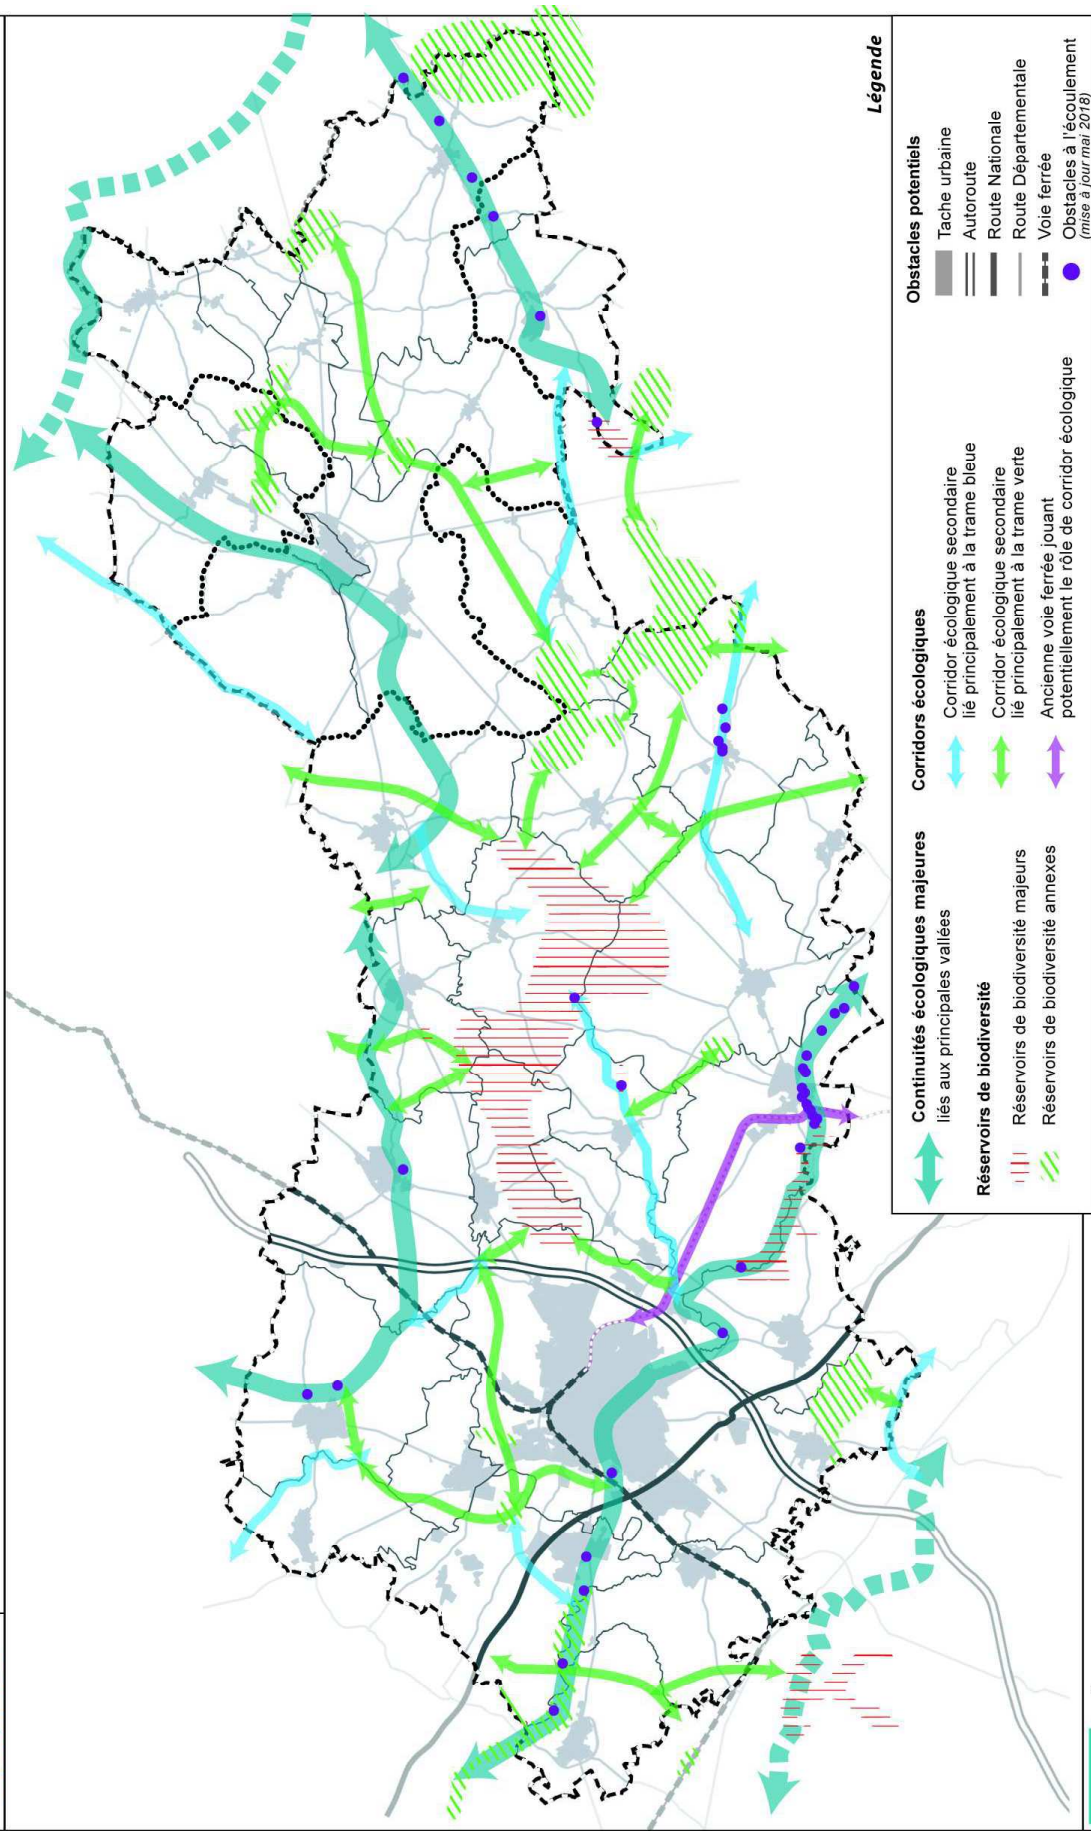 Légende
Continuités écologiques majeures
liés aux principales vallées
Réservoirs de biodiversité
Réservoirs de biodiversité majeurs
Réservoirs de biodiversité annexes
Corridors écologiques
Corridor écologique secondaire
lié principalement à la trame bleue
Corridor écologique secondaire
lié principalement à la trame verte
Ancienne voie ferrée jouant
potentiellement le rôle de corridor écologique
Obstacles potentiels
Tache urbaine
Autoroute
Route Nationale
Route Départementale
Voie ferrée
Obstacles à l'écoulement
(mise à jour mai 2018)